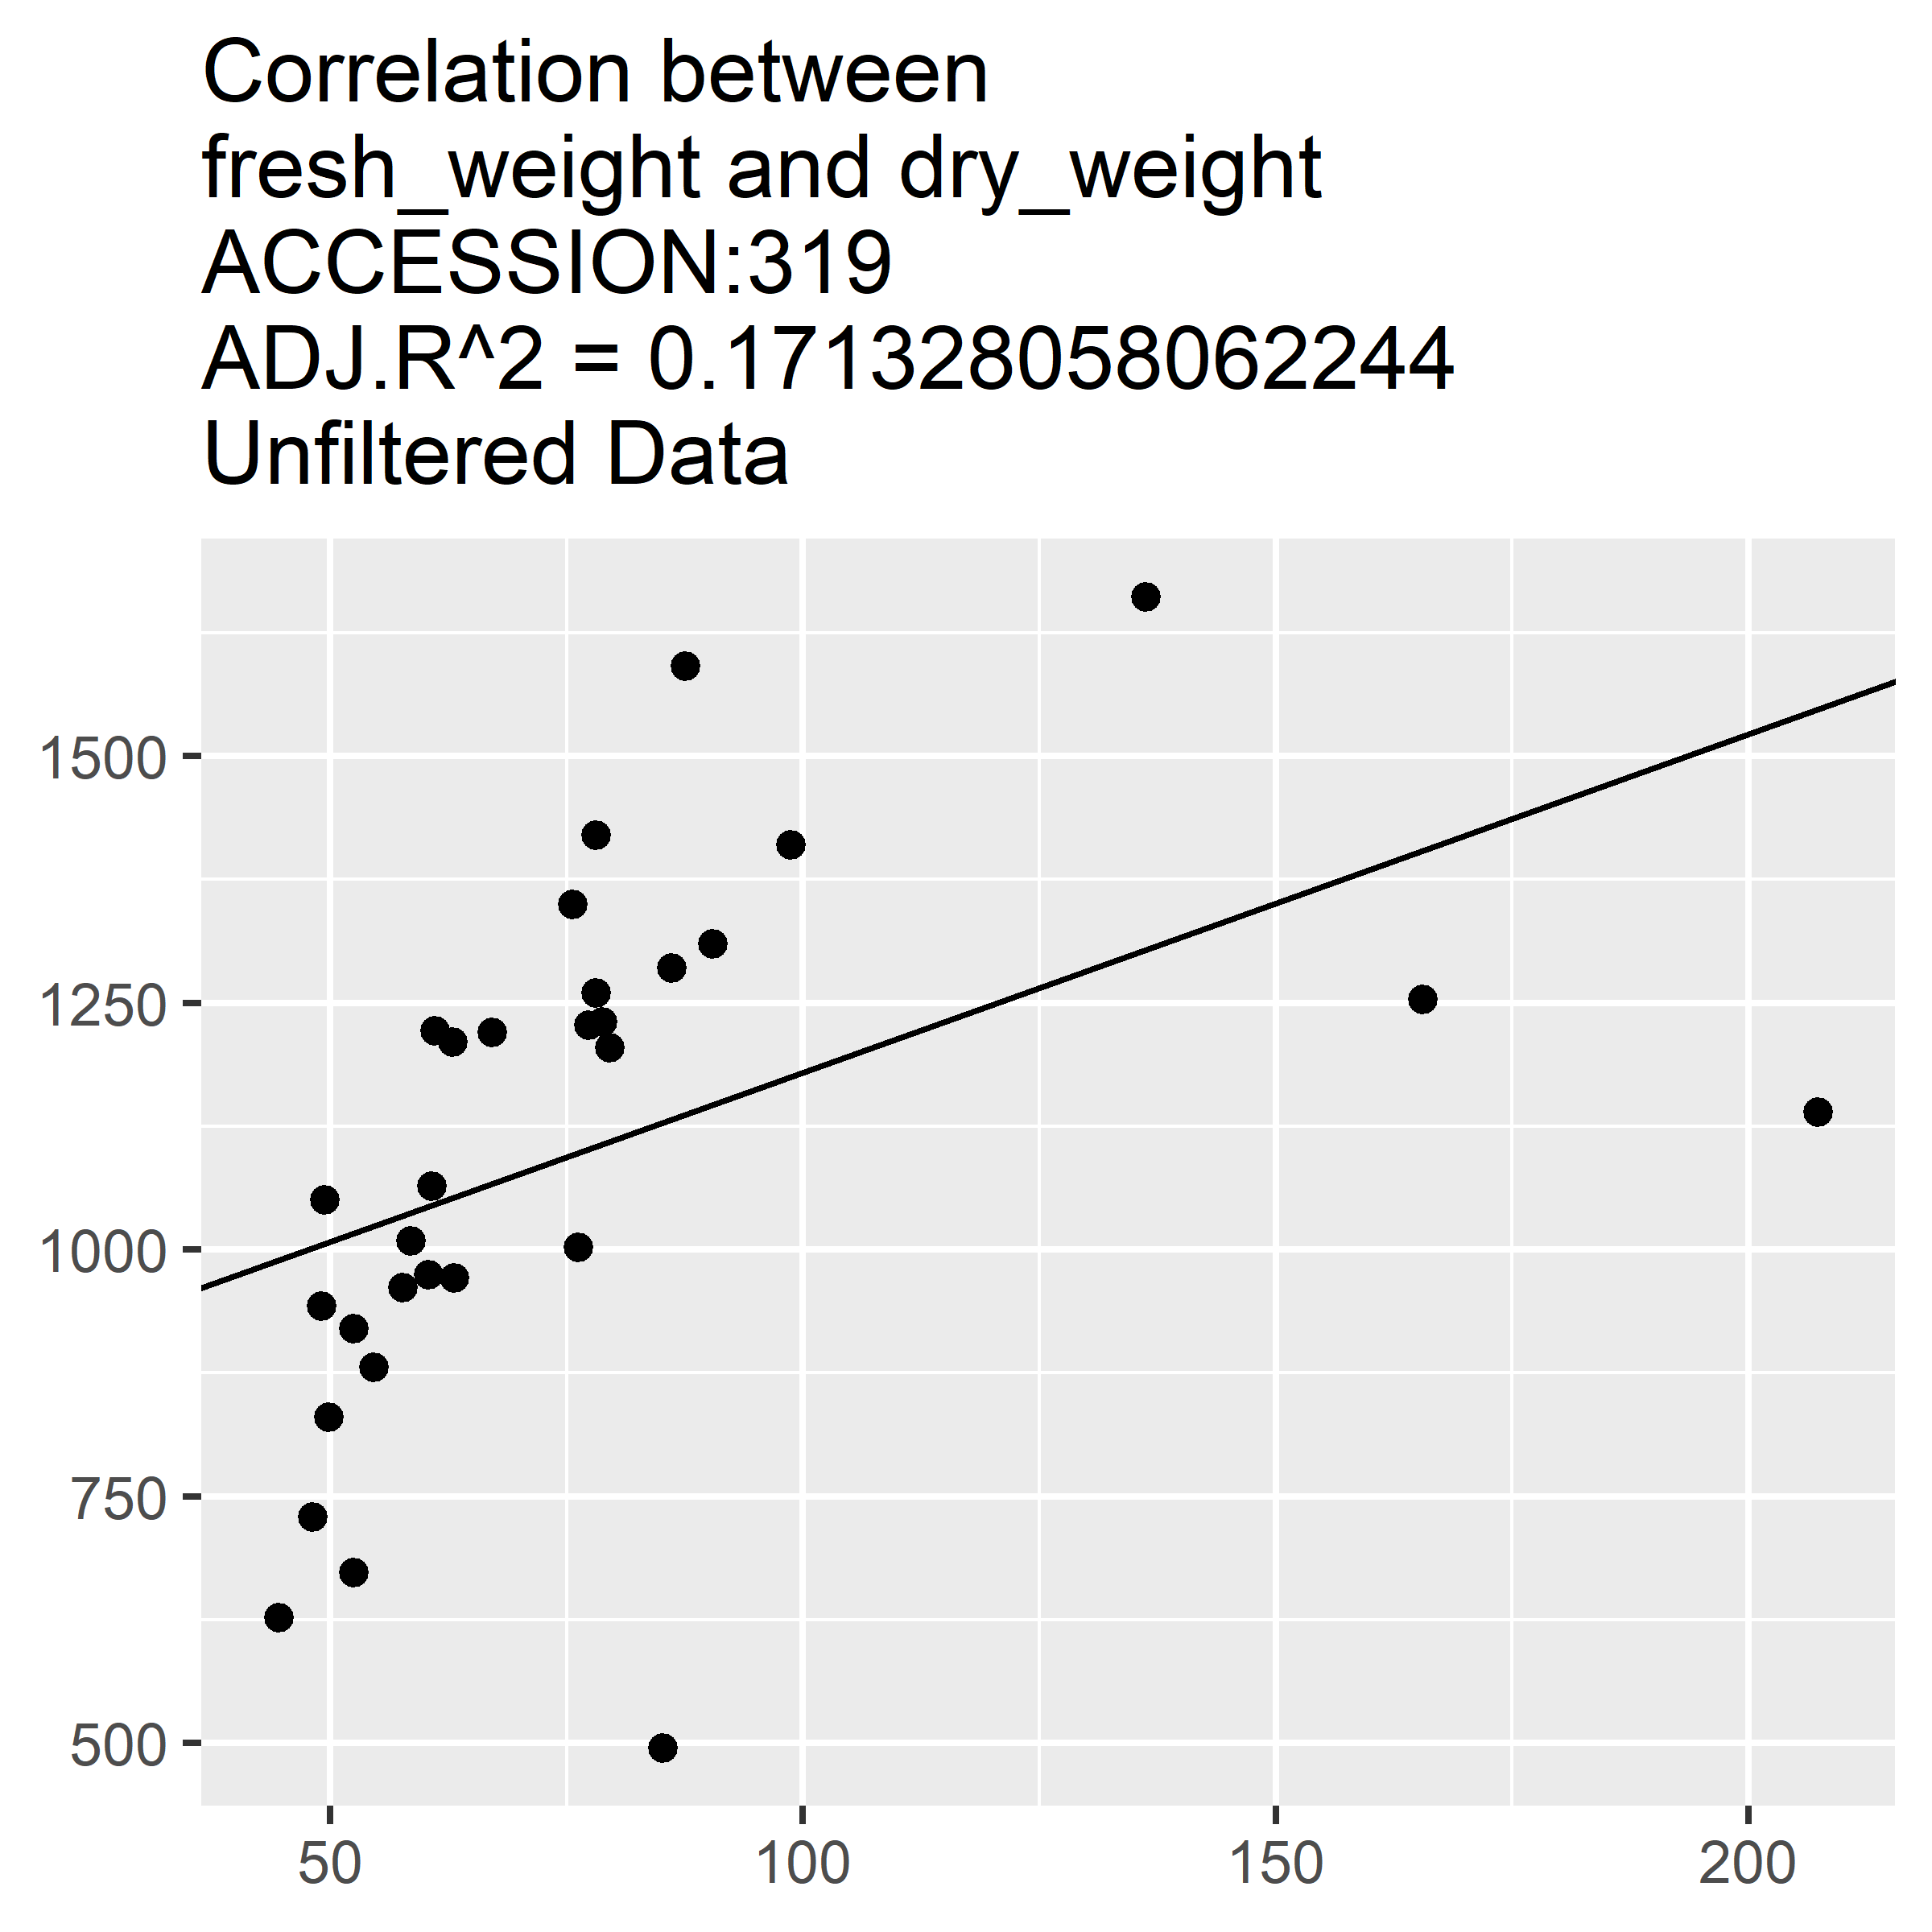 Correlation between
fresh_weight and dry_weight
ACCESSION:319
ADJ.R^2 = 0.171328058062244
Unfiltered Data
1500
1250
1000
750
500
50 100 150 200